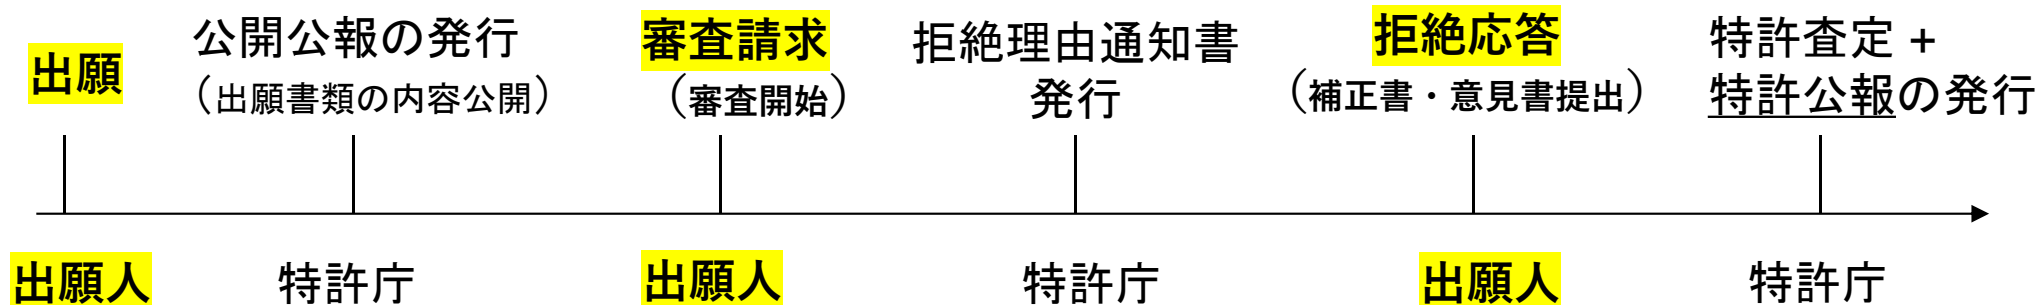 出願
公開公報の発行
（出願書類の内容公開）
審査請求
（審査開始）
拒絶理由通知書
発行
拒絶応答
（補正書・意見書提出）
特許査定 +
特許公報の発行
出願人
特許庁
出願人
特許庁
出願人
特許庁